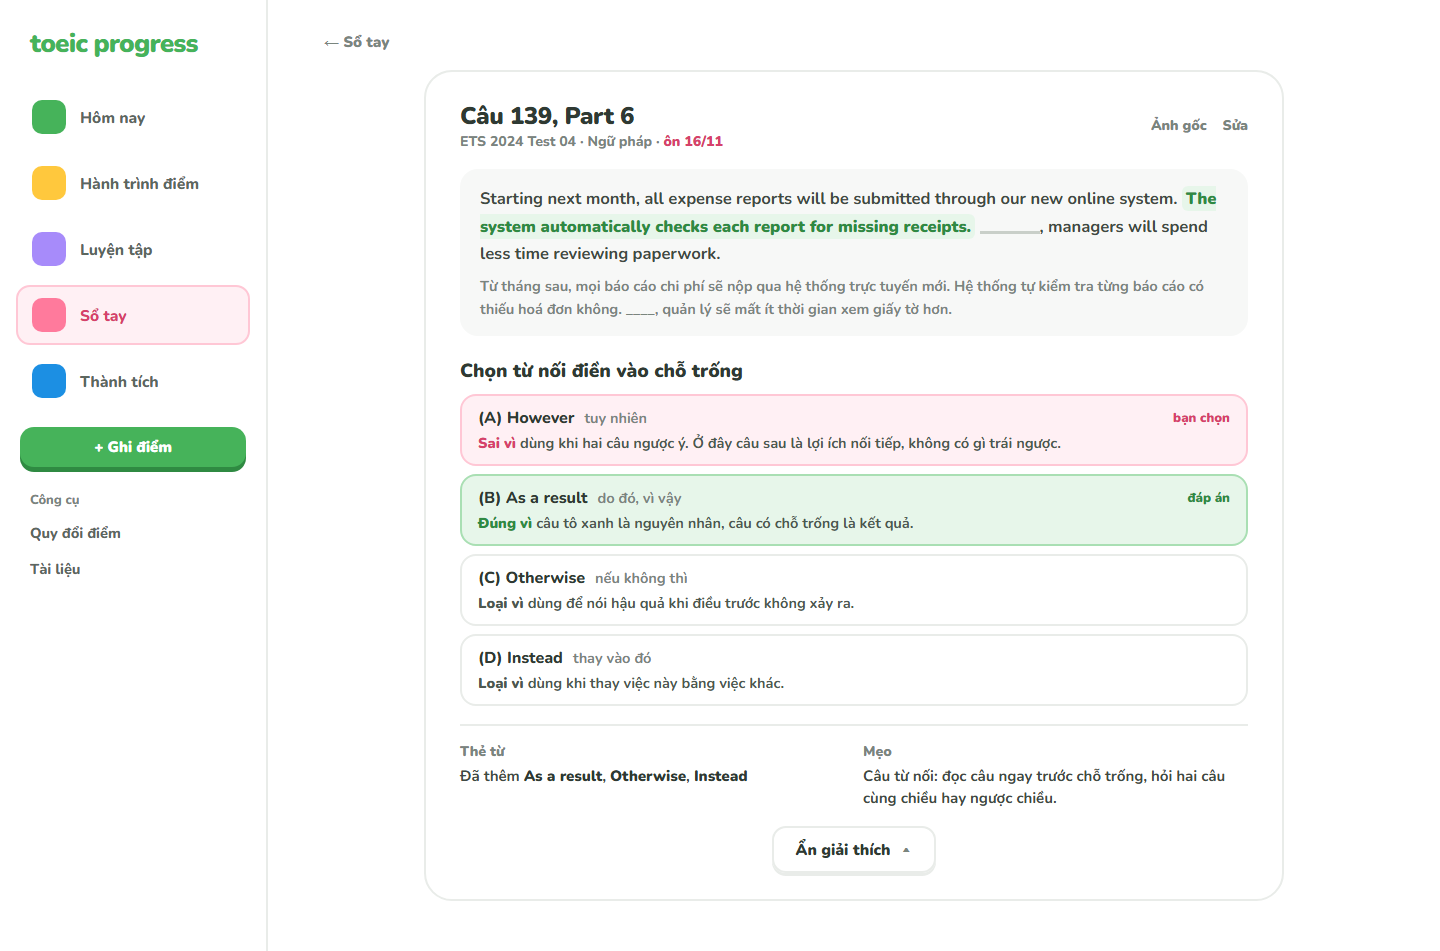 toeic progress
Hôm nay
Hành trình điểm
Luyện tập
Sổ tay
Thành tích
+ Ghi điểm
Công cụ
Quy đổi điểm
Tài liệu
← Sổ tay
Câu 139, Part 6
ETS 2024 Test 04 · Ngữ pháp · ôn 16/11
Ảnh gốc Sửa
Starting next month, all expense reports will be submitted through our new online system. The
system automatically checks each report for missing receipts. ______, managers will spend
less time reviewing paperwork.
Từ tháng sau, mọi báo cáo chi phí sẽ nộp qua hệ thống trực tuyến mới. Hệ thống tự kiểm tra từng báo cáo có
thiếu hoá đơn không. ____, quản lý sẽ mất ít thời gian xem giấy tờ hơn.
Chọn từ nối điền vào chỗ trống
(A) However tuy nhiên bạn chọn
Sai vì dùng khi hai câu ngược ý. Ở đây câu sau là lợi ích nối tiếp, không có gì trái ngược.
(B) As a result do đó, vì vậy đáp án
Đúng vì câu tô xanh là nguyên nhân, câu có chỗ trống là kết quả.
(C) Otherwise nếu không thì
Loại vì dùng để nói hậu quả khi điều trước không xảy ra.
(D) Instead thay vào đó
Loại vì dùng khi thay việc này bằng việc khác.
Thẻ từ
Đã thêm As a result, Otherwise, Instead
Mẹo
Câu từ nối: đọc câu ngay trước chỗ trống, hỏi hai câu
cùng chiều hay ngược chiều.
Ẩn giải thích